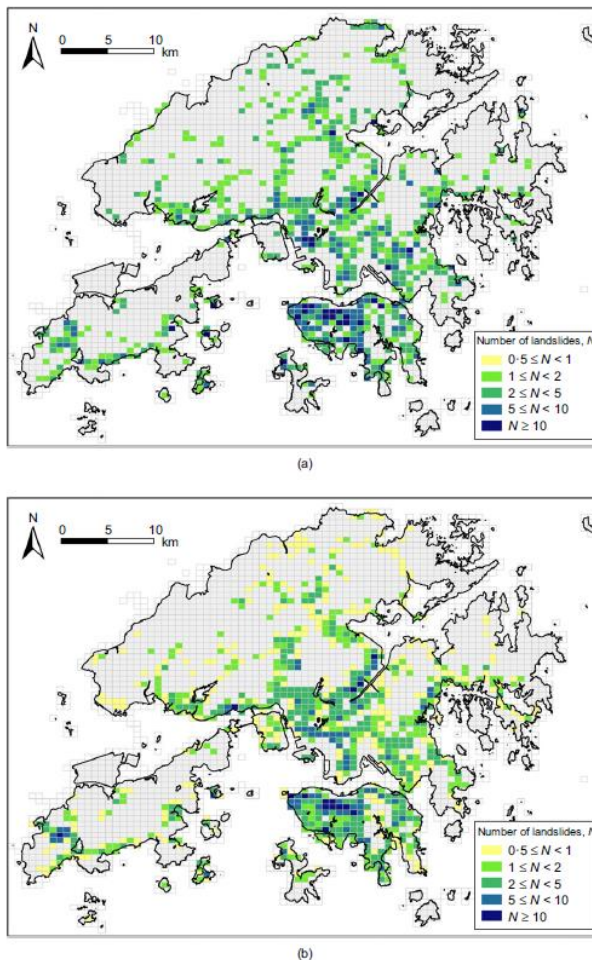 N
0 5 10
km
Number of landslides, N
0·5 ≤ N < 1
1 ≤ N < 2
2 ≤ N < 5
5 ≤ N < 10
N ≥ 10
(a)
N
0 5 10
km
Number of landslides, N
0·5 ≤ N < 1
1 ≤ N < 2
2 ≤ N < 5
5 ≤ N < 10
N ≥ 10
(b)